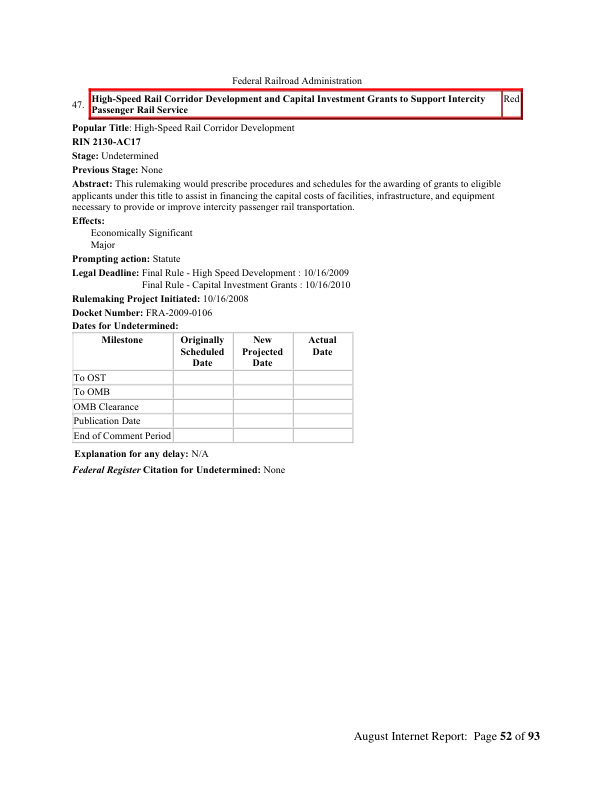 Federal Railroad Administration
47. High-Speed Rail Corridor Development and Capital Investment Grants to Support Intercity Red
Passenger Rail Service
Popular Title: High-Speed Rail Corridor Development
RIN 2130-AC17
Stage: Undetermined
Previous Stage: None
Abstract: This rulemaking would prescribe procedures and schedules for the awarding of grants to eligible
applicants under this title to assist in financing the capital costs of facilities, infrastructure, and equipment
necessary to provide or improve intercity passenger rail transportation.
Effects:
Economically Significant
Major
Prompting action: Statute
Legal Deadline: Final Rule - High Speed Development : 10/16/2009
Final Rule - Capital Investment Grants : 10/16/2010
Rulemaking Project Initiated: 10/16/2008
Docket Number: FRA-2009-0106
Dates for Undetermined:
Milestone Originally New Actual
Scheduled Projected Date
Date Date
To OST
To OMB
OMB Clearance
Publication Date
End of Comment Period
Explanation for any delay: N/A
Federal Register Citation for Undetermined: None
August Internet Report: Page 52 of 93